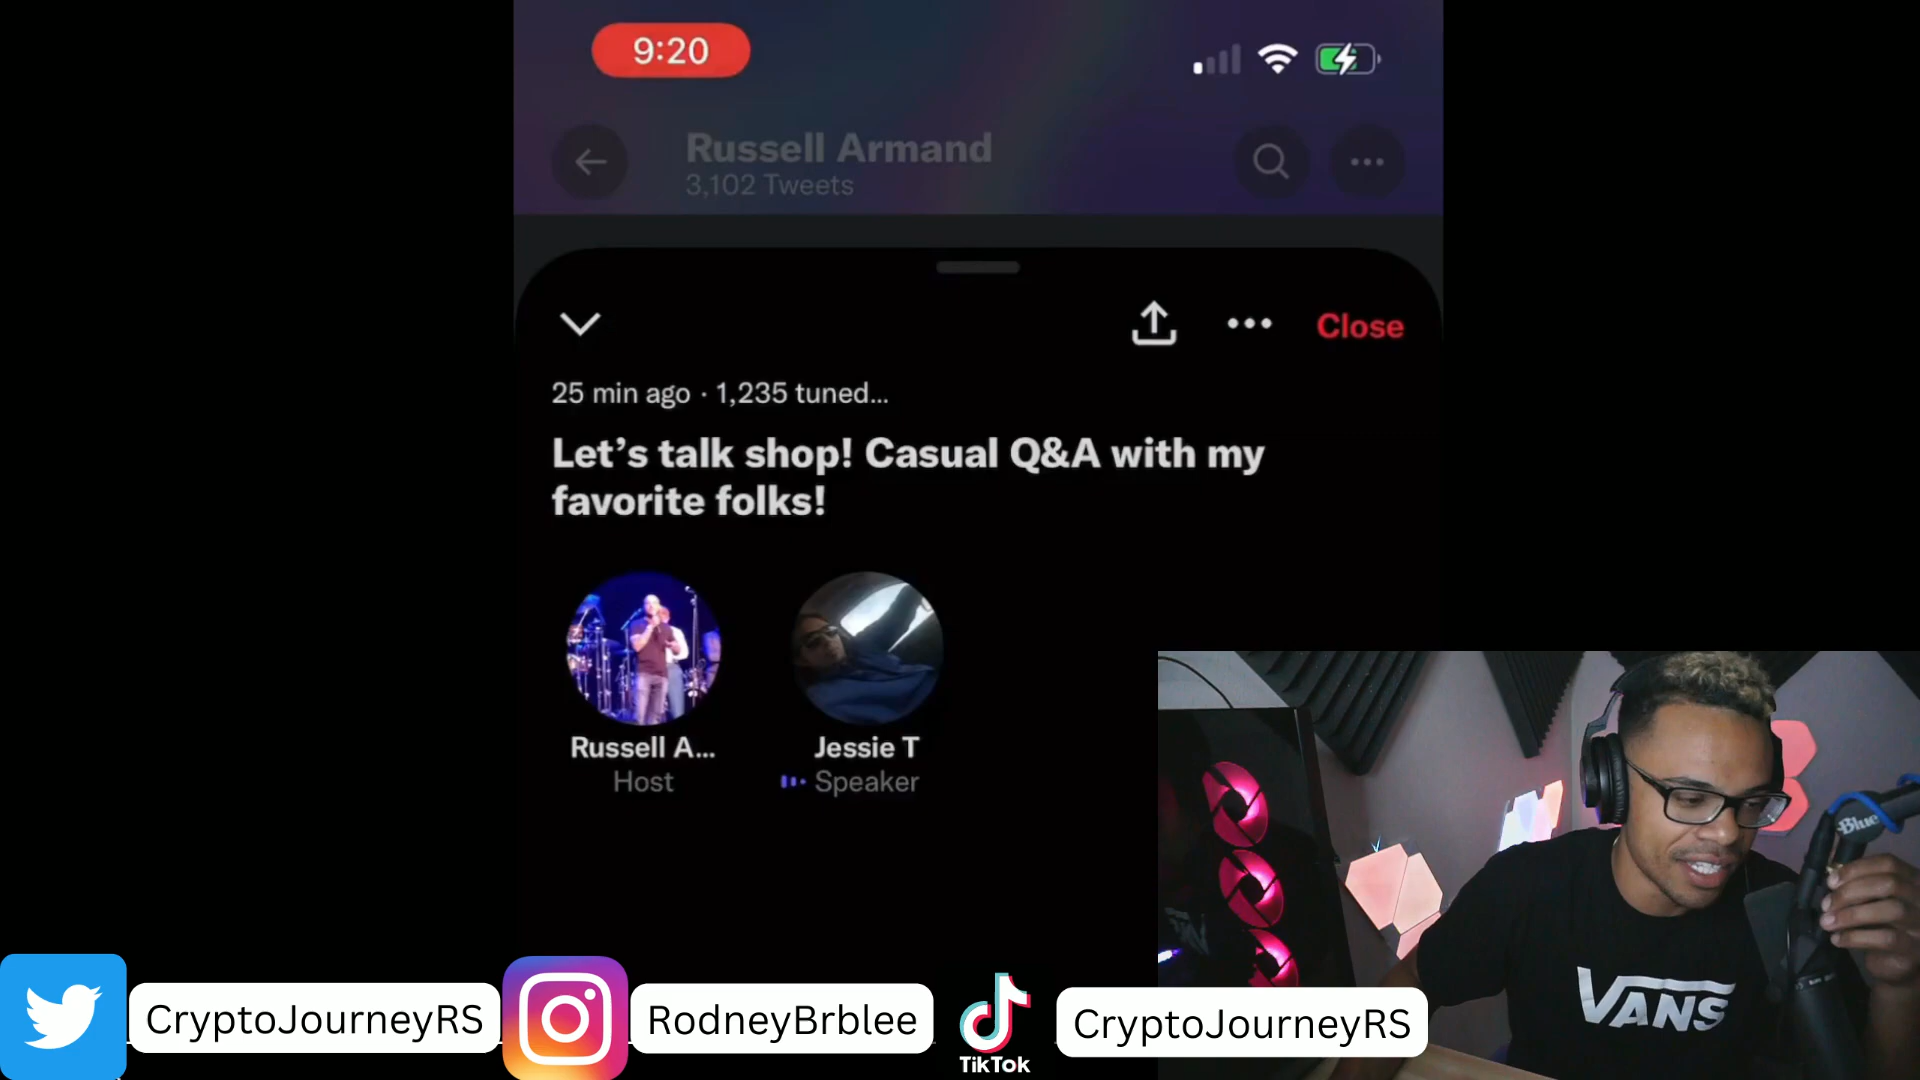 9:20
Russell Armand
3,102 Tweets
Close
25 min ago · 1,235 tuned...
Let's talk shop! Casual Q&A with my
favorite folks!
Russell A...
Host
Jessie T
Speaker
Blue
VANS
CryptoJourneyRS
RodneyBrblee
TikTok
CryptoJourneyRS